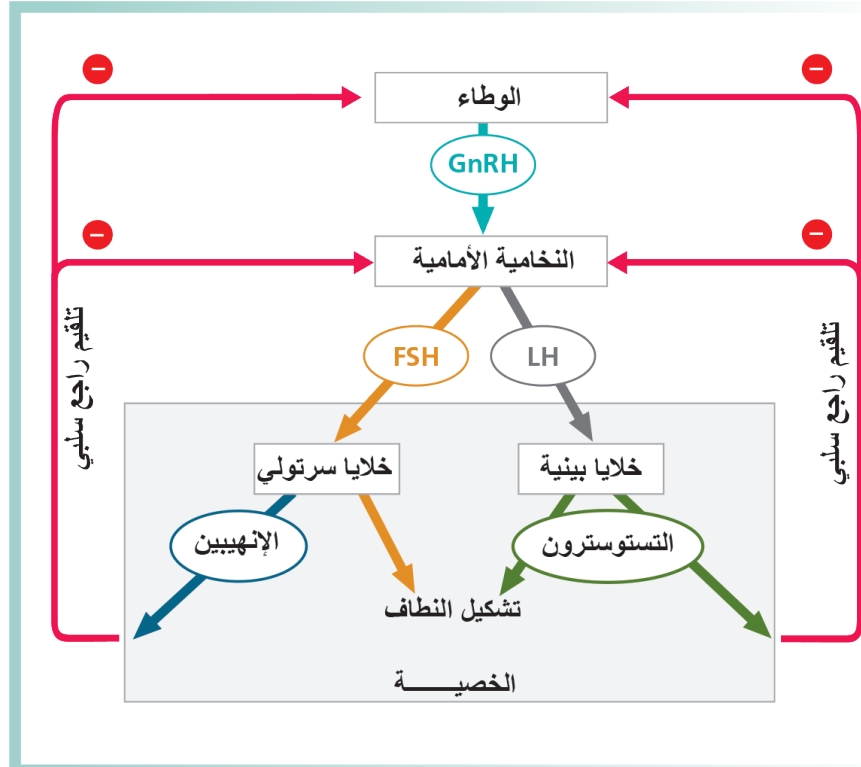 الوطاء
GnRH
النخامية الأمامية
LH
FSH
خلايا بينية
خلايا سرتولي
التستوسترون
الإنهيبين
تشكيل النطاف
الخصيـــــة
تلقيم راجع سلبي
تلقيم راجع سلبي